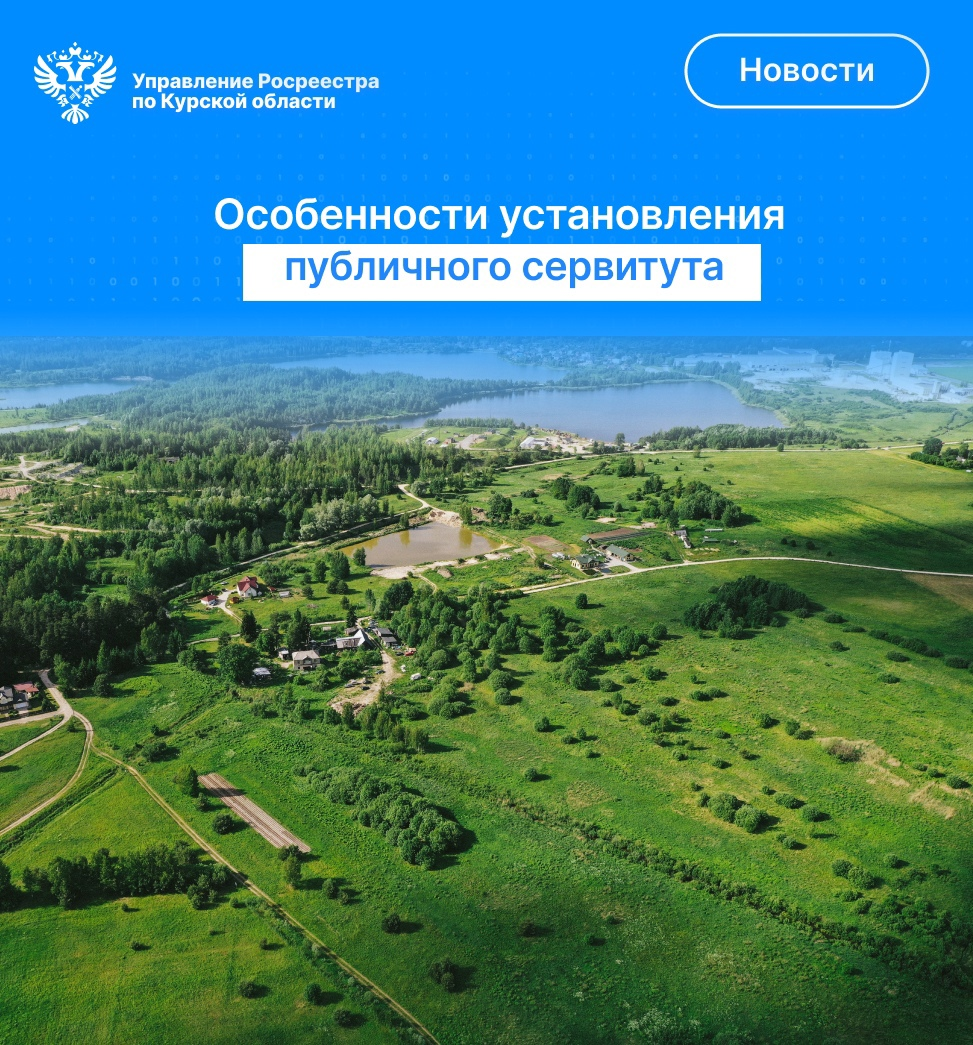 Управление Росреестра
по Курской области
Новости
Особенности установления
публичного сервитута